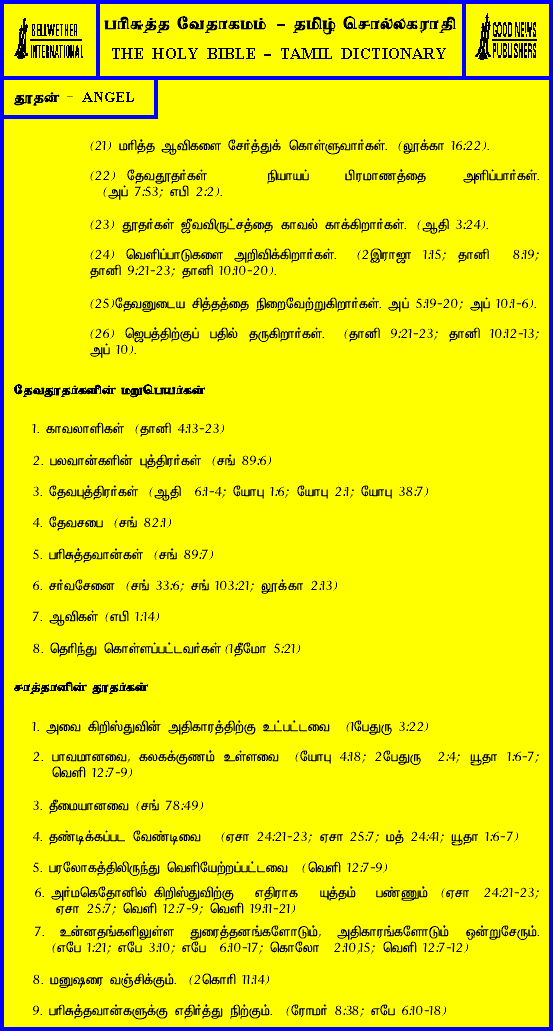 BELLWETHER
INTERNATIONAL
பரிசுத்த வேதாகமம் - தமிழ் சொல்லகராதி
THE HOLY BIBLE - TAMIL DICTIONARY
GOOD NEWS
PUBLISHERS
தூதன் - ANGEL
(21) மரித்த ஆவிகளை சேர்த்துக் கொள்ளுவார்கள். (லூக்கா 16:22).
(22) தேவதூதர்கள் நியாயப் பிரமாணத்தை அளிப்பார்கள்.
(அப் 7:53; எபி 2:2).
(23) தூதர்கள் ஜீவவிருட்சத்தை காவல் காக்கிறார்கள். (ஆதி 3:24).
(24) வெளிப்பாடுகளை அறிவிக்கிறார்கள். (2இராஜா 1:15; தானி 8:19;
தானி 9:21-23; தானி 10:10-20).
(25)தேவனுடைய சித்தத்தை நிறைவேற்றுகிறார்கள். அப் 5:19-20; அப் 10:1-6).
(26) ஜெபத்திற்குப் பதில் தருகிறார்கள். (தானி 9:21-23; தானி 10:12-13;
அப் 10).
தேவதூதர்களின் மறுபெயர்கள்
1. காவலாளிகள் (தானி 4:13-23)
2. பலவான்களின் புத்திரர்கள் (சங் 89:6)
3. தேவபுத்திரர்கள் (ஆதி 6:1-4; யோபு 1:6; யோபு 2:1; யோபு 38:7)
4. தேவசபை (சங் 82:1)
5. பரிசுத்தவான்கள் (சங் 89:7)
6. சர்வசேனை (சங் 33:6; சங் 103:21; லூக்கா 2:13)
7. ஆவிகள் (எபி 1:14)
8. தெரிந்து கொள்ளப்பட்டவர்கள் (1தீமோ 5:21)
சாத்தானின் தூதர்கள்
1. அவை கிறிஸ்துவின் அதிகாரத்திற்கு உட்பட்டவை (1பேதுரு 3:22)
2. பாவமானவை, கலகக்குணம் உள்ளவை (யோபு 4:18; 2பேதுரு 2:4; யூதா 1:6-7;
வெளி 12:7-9)
3. தீமையானவை (சங் 78:49)
4. தண்டிக்கப்பட வேண்டிவை (ஏசா 24:21-23; ஏசா 25:7; மத் 24:41; யூதா 1:6-7)
5. பரலோகத்திலிருந்து வெளியேற்றப்பட்டவை (வெளி 12:7-9)
6. அர்மகெதோனில் கிறிஸ்துவிற்கு எதிராக யுத்தம் பண்ணும் (ஏசா 24:21-23;
ஏசா 25:7; வெளி 12:7-9; வெளி 19:11-21)
7. உன்னதங்களிலுள்ள துரைத்தனங்களோடும், அதிகாரங்களோடும் ஒன்றுசேரும்.
(எபே 1:21; எபே 3:10; எபே 6:10-17; கொலோ 2:10,15; வெளி 12:7-12)
8. மனுஷரை வஞ்சிக்கும். (2கொரி 11:14)
9. பரிசுத்தவான்களுக்கு எதிர்த்து நிற்கும். (ரோமர் 8:38; எபே 6:10-18)